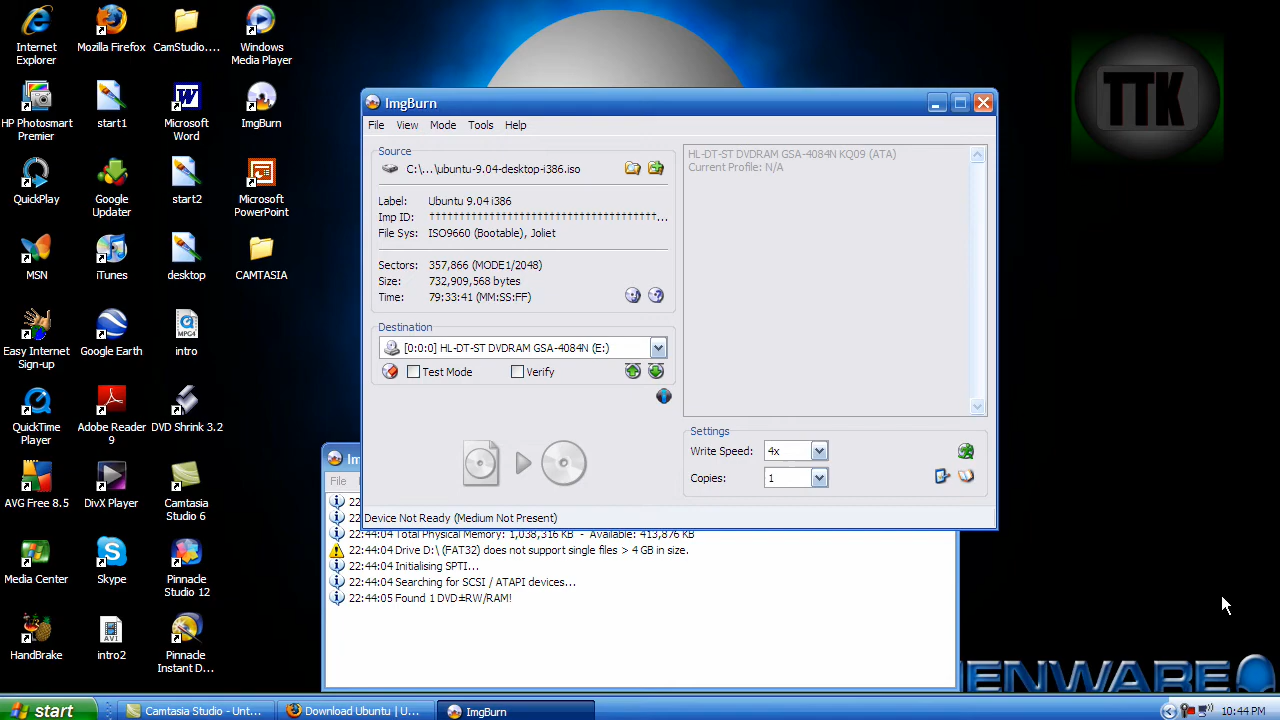 Internet Explorer
Mozilla Firefox
CamStudio....
Windows Media Player
HP Photosmart Premier
start1
Microsoft Word
ImgBurn
QuickPlay
Google Updater
start2
Microsoft PowerPoint
MSN
iTunes
desktop
CAMTASIA
Easy Internet Sign-up
Google Earth
intro
QuickTime Player
Adobe Reader 9
DVD Shrink 3.2
AVG Free 8.5
DivX Player
Camtasia Studio 6
Media Center
Skype
Pinnacle Studio 12
HandBrake
intro2
Pinnacle Instant D...
TTK
ImgBurn
File View Mode Tools Help
Source
C:\...\ubuntu-9.04-desktop-i386.iso
Label: Ubuntu 9.04 i386
Imp ID: ††††††††††††††††††††††††††††††††††††††...
File Sys: ISO9660 (Bootable), Joliet
Sectors: 357,866 (MODE1/2048)
Size: 732,909,568 bytes
Time: 79:33:41 (MM:SS:FF)
Destination
[0:0:0] HL-DT-ST DVDRAM GSA-4084N (E:)
Test Mode Verify
HL-DT-ST DVDRAM GSA-4084N KQ09 (ATA)
Current Profile: N/A
Settings
Write Speed: 4x
Copies: 1
Device Not Ready (Medium Not Present)
Im
File
22
22
22:44:04 Total Physical Memory: 1,038,316 KB - Available: 413,876 KB
22:44:04 Drive D:\ (FAT32) does not support single files > 4 GB in size.
22:44:04 Initialising SPTI...
22:44:04 Searching for SCSI / ATAPI devices...
22:44:05 Found 1 DVD±RW/RAM!
ENWARE
start
Camtasia Studio - Unt...
Download Ubuntu | U...
ImgBurn
10:44 PM